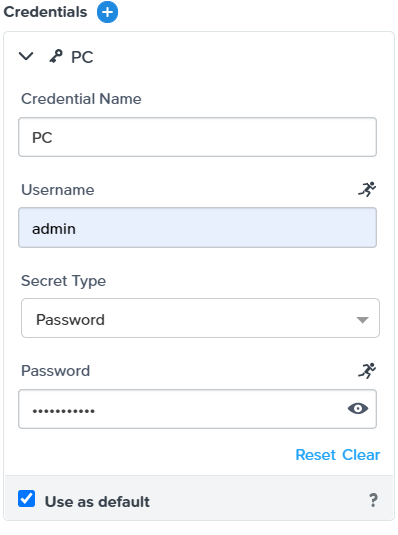 Credentials
PC
Credential Name
PC
Username
admin
Secret Type
Password
Password
•••••••••••
Reset Clear
Use as default ?